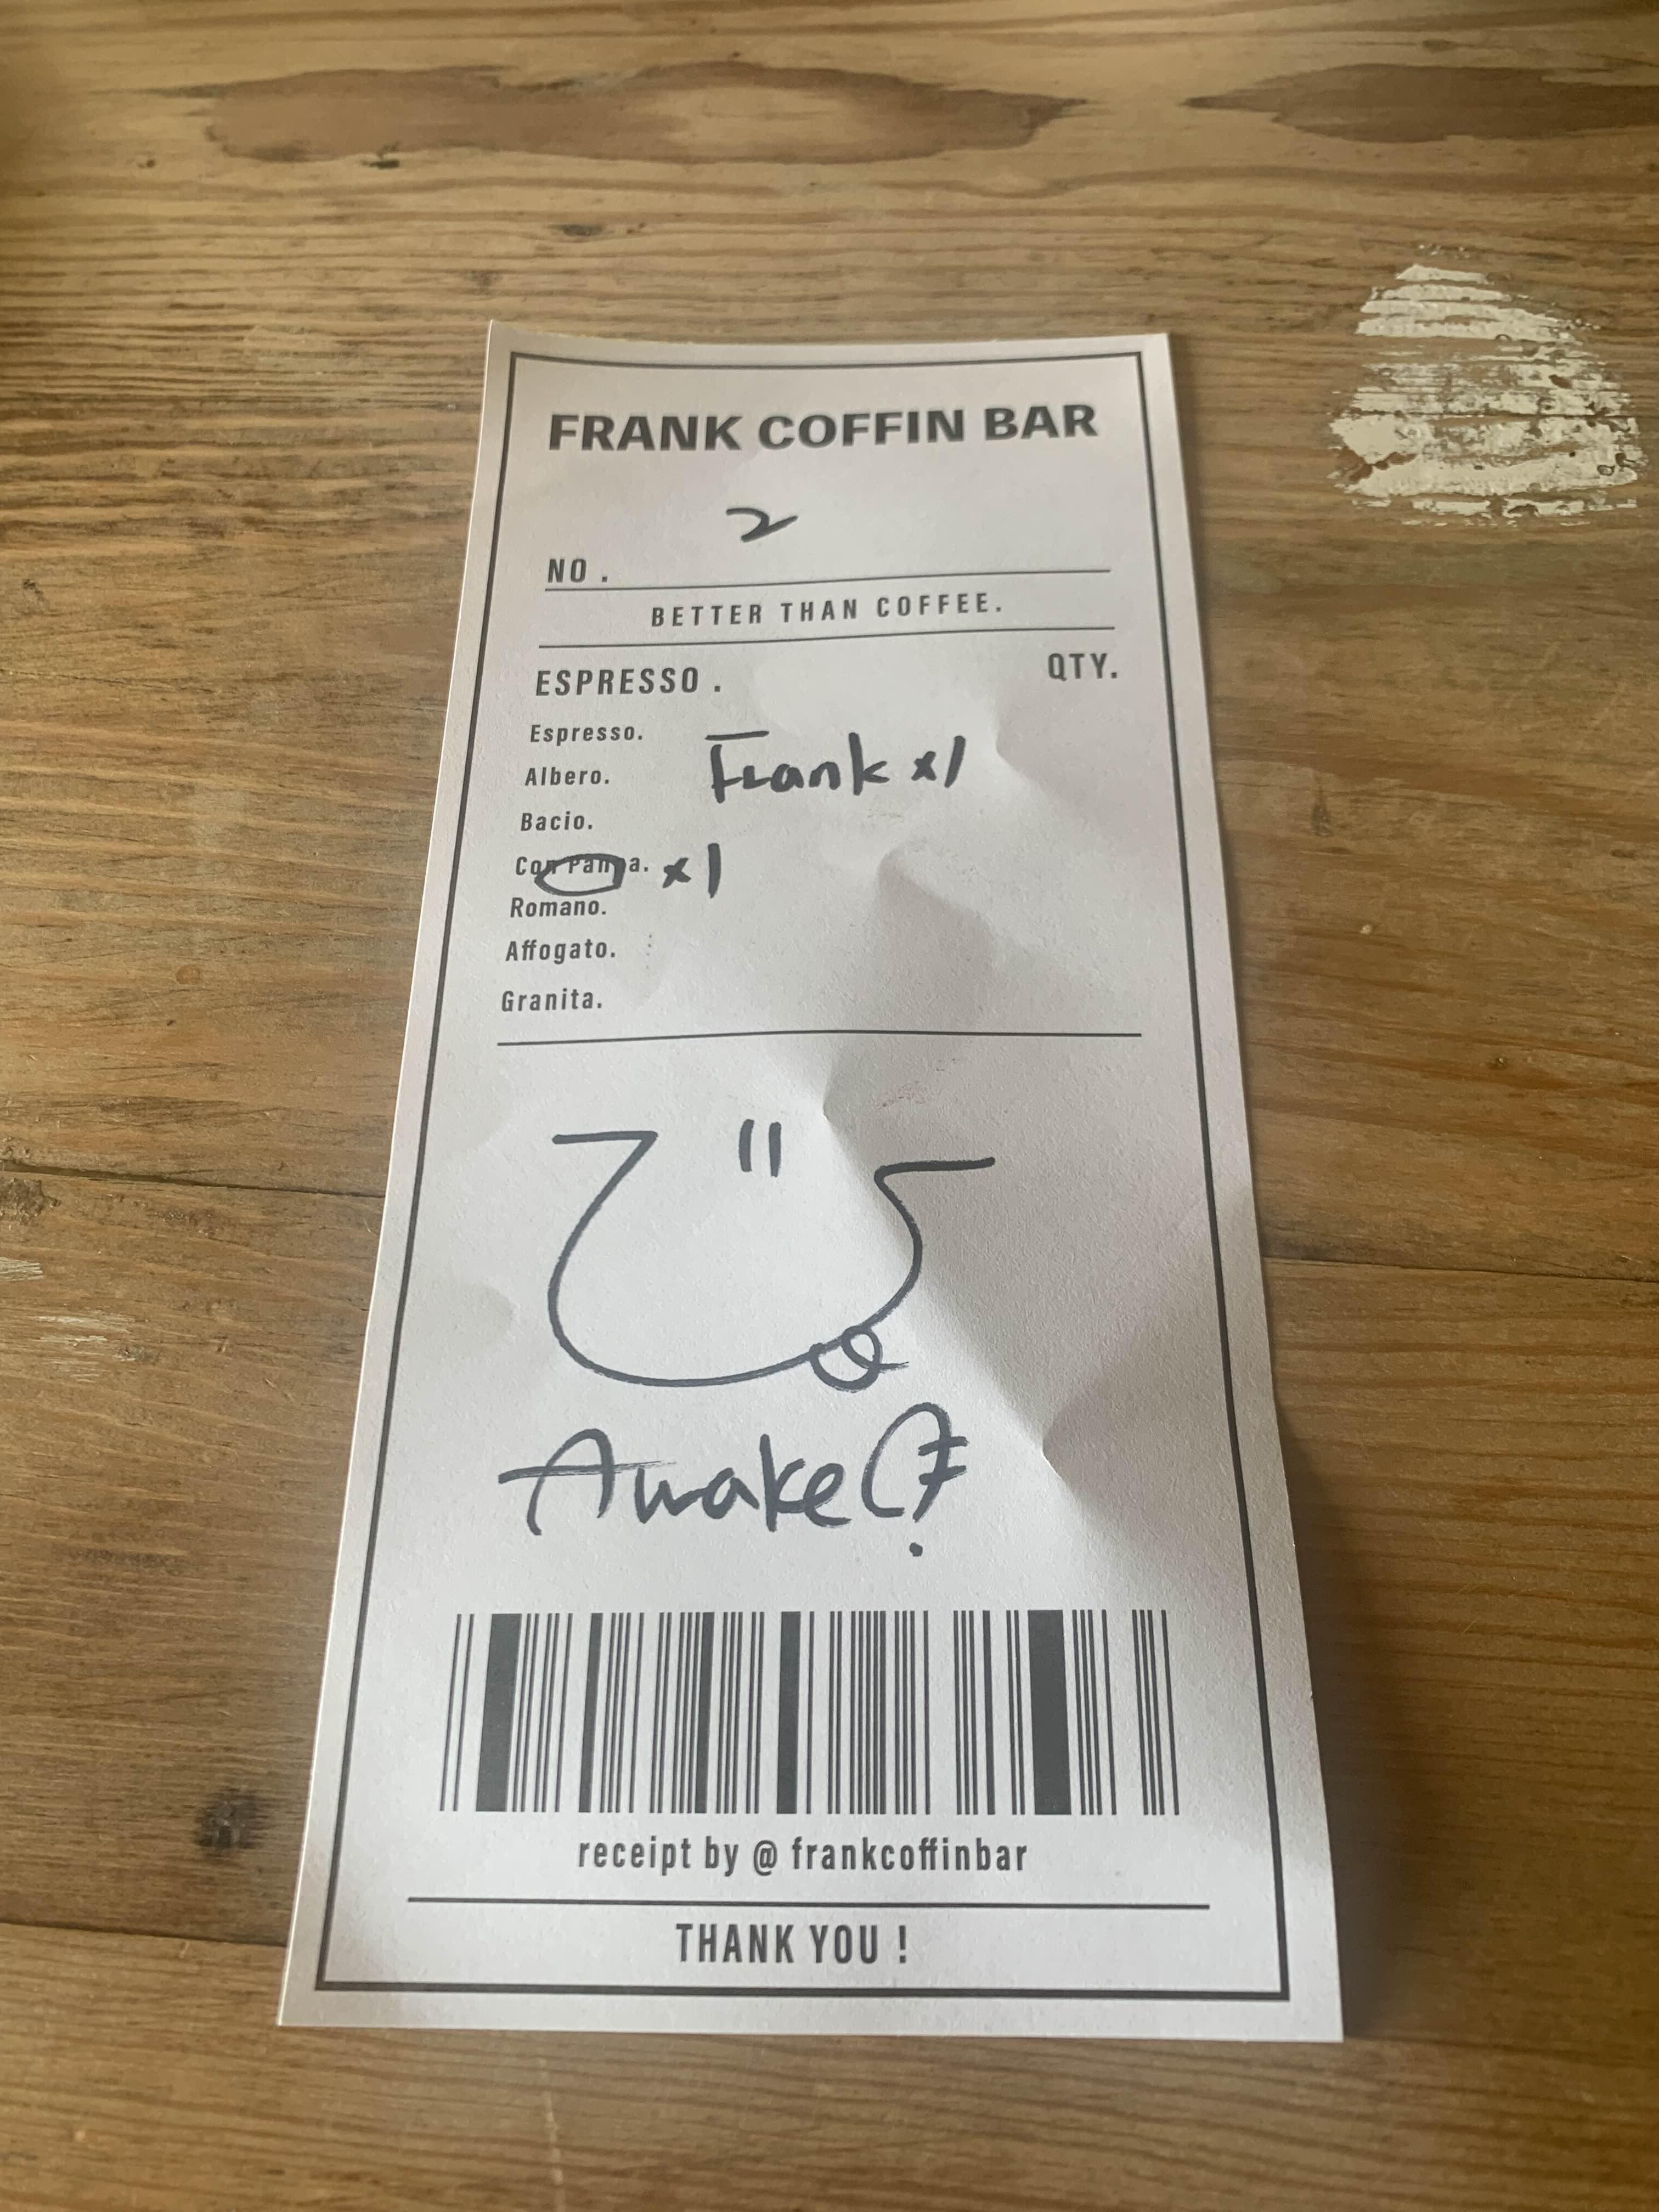 FRANK COFFIN BAR
2
NO .
BETTER THAN COFFEE.
ESPRESSO . QTY.
Espresso.
Frank x1
Albero.
Bacio.
Con Panna. x1
Romano.
Affogato.
Granita.
Awake
receipt by @ frankcoffinbar
THANK YOU !